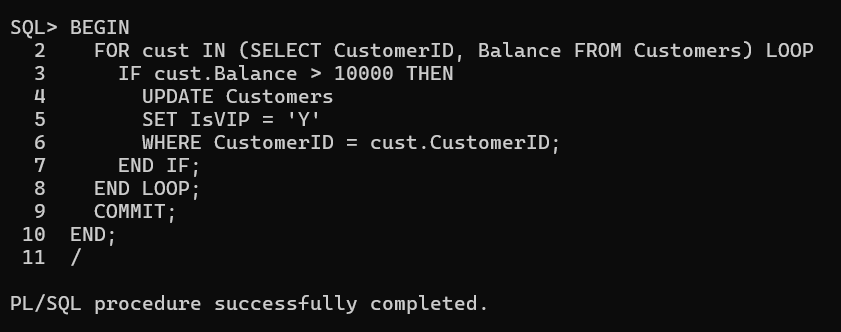 SQL> BEGIN
  2    FOR cust IN (SELECT CustomerID, Balance FROM Customers) LOOP
  3      IF cust.Balance > 10000 THEN
  4        UPDATE Customers
  5        SET IsVIP = 'Y'
  6        WHERE CustomerID = cust.CustomerID;
  7      END IF;
  8    END LOOP;
  9    COMMIT;
 10  END;
 11  /
PL/SQL procedure successfully completed.